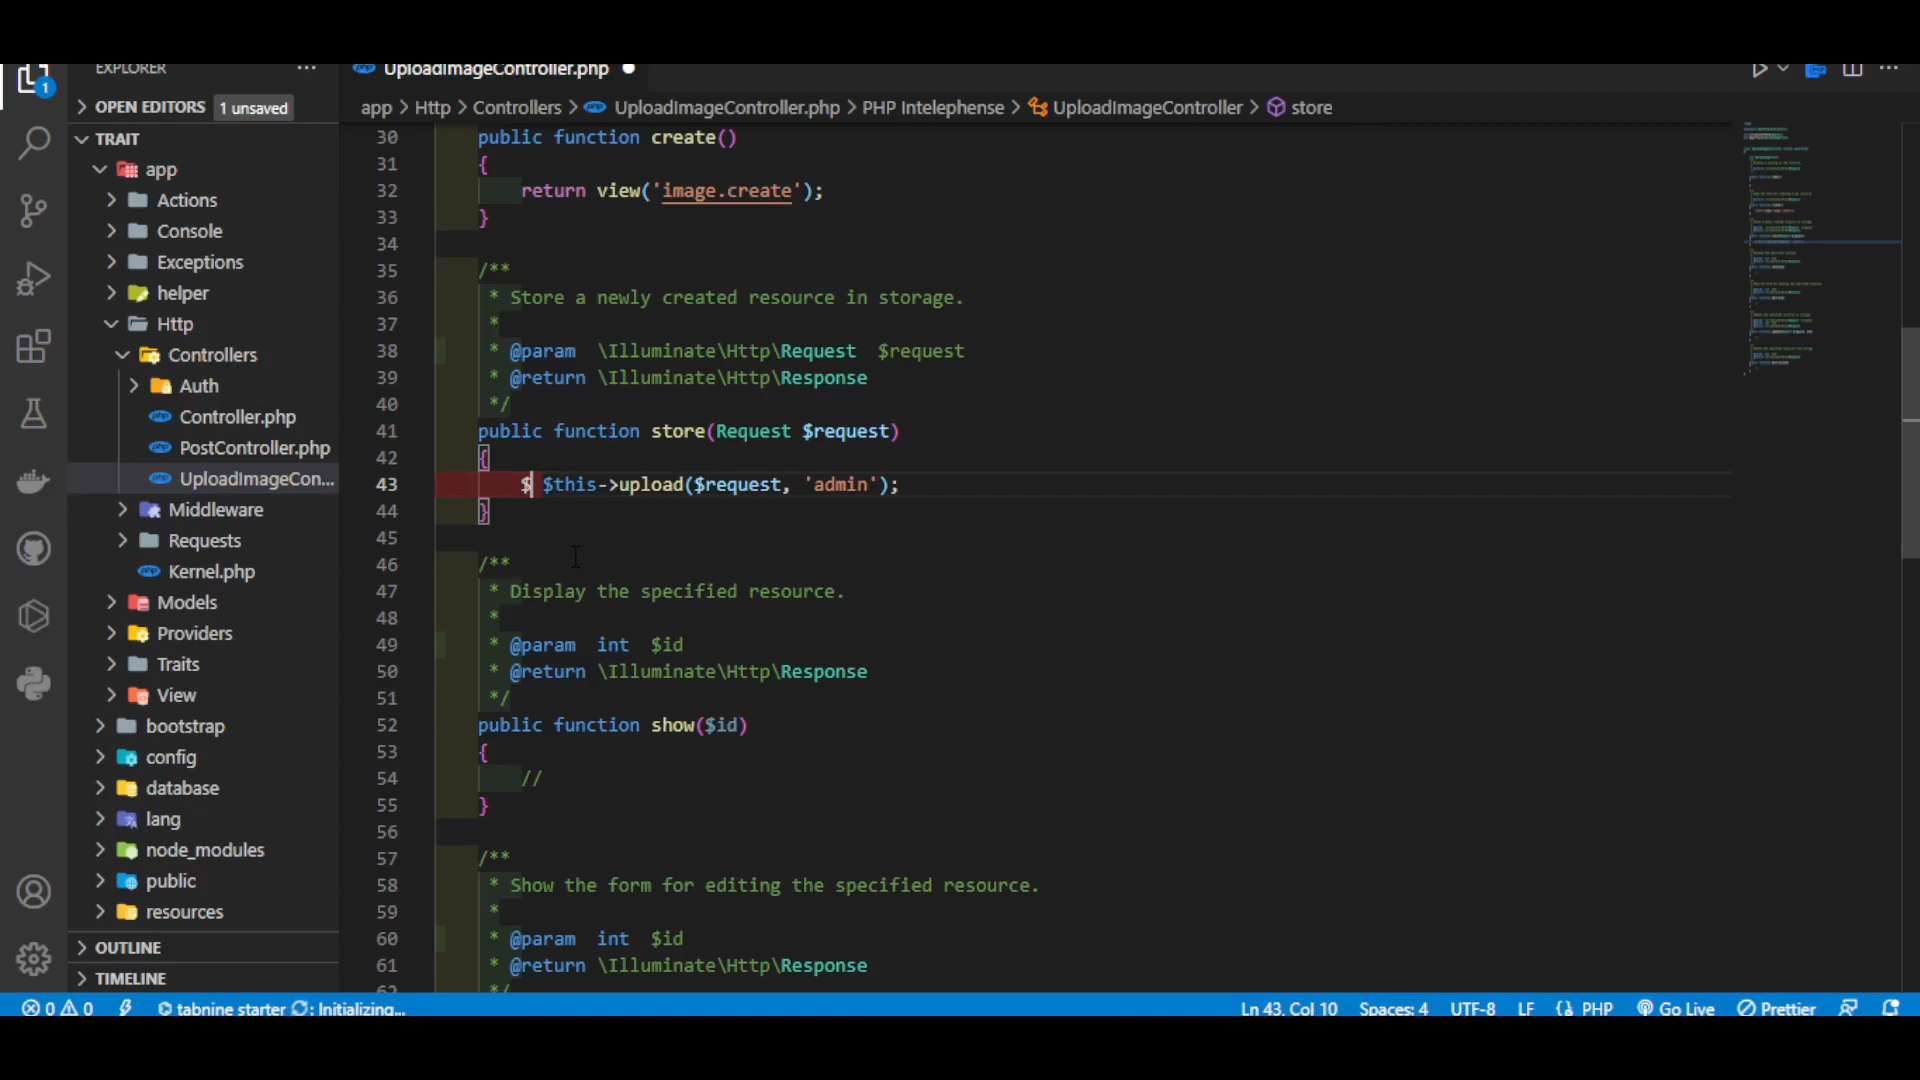 EXPLORER ...
UploadImageController.php
1
OPEN EDITORS 1 unsaved
app > Http > Controllers > UploadImageController.php > PHP Intelephense > UploadImageController > store
TRAIT
app
Actions
Console
Exceptions
helper
Http
Controllers
Auth
Controller.php
PostController.php
UploadImageCon...
Middleware
Requests
Kernel.php
Models
Providers
Traits
View
bootstrap
config
database
lang
node_modules
public
resources
OUTLINE
TIMELINE
30 public function create()
31 {
32 return view('image.create');
33 }
34
35 /**
36 * Store a newly created resource in storage.
37 *
38 * @param \Illuminate\Http\Request $request
39 * @return \Illuminate\Http\Response
40 */
41 public function store(Request $request)
42 {
43 $ $this->upload($request, 'admin');
44 }
45
46 /**
47 * Display the specified resource.
48 *
49 * @param int $id
50 * @return \Illuminate\Http\Response
51 */
52 public function show($id)
53 {
54 //
55 }
56
57 /**
58 * Show the form for editing the specified resource.
59 *
60 * @param int $id
61 * @return \Illuminate\Http\Response
62 */
0 0 tabnine starter : Initializing... Ln 43, Col 10 Spaces: 4 UTF-8 LF {} PHP Go Live Prettier